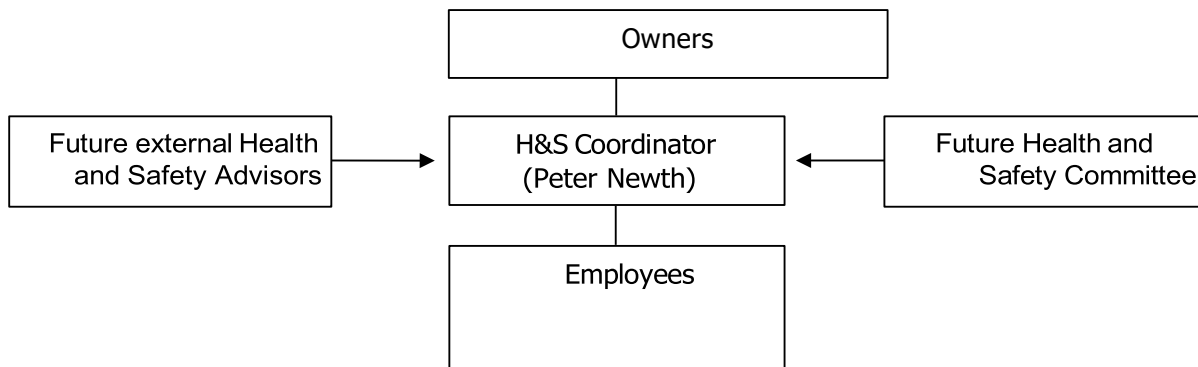 Owners
Future external Health
and Safety Advisors
H&S Coordinator
(Peter Newth)
Future Health and
Safety Committee
Employees